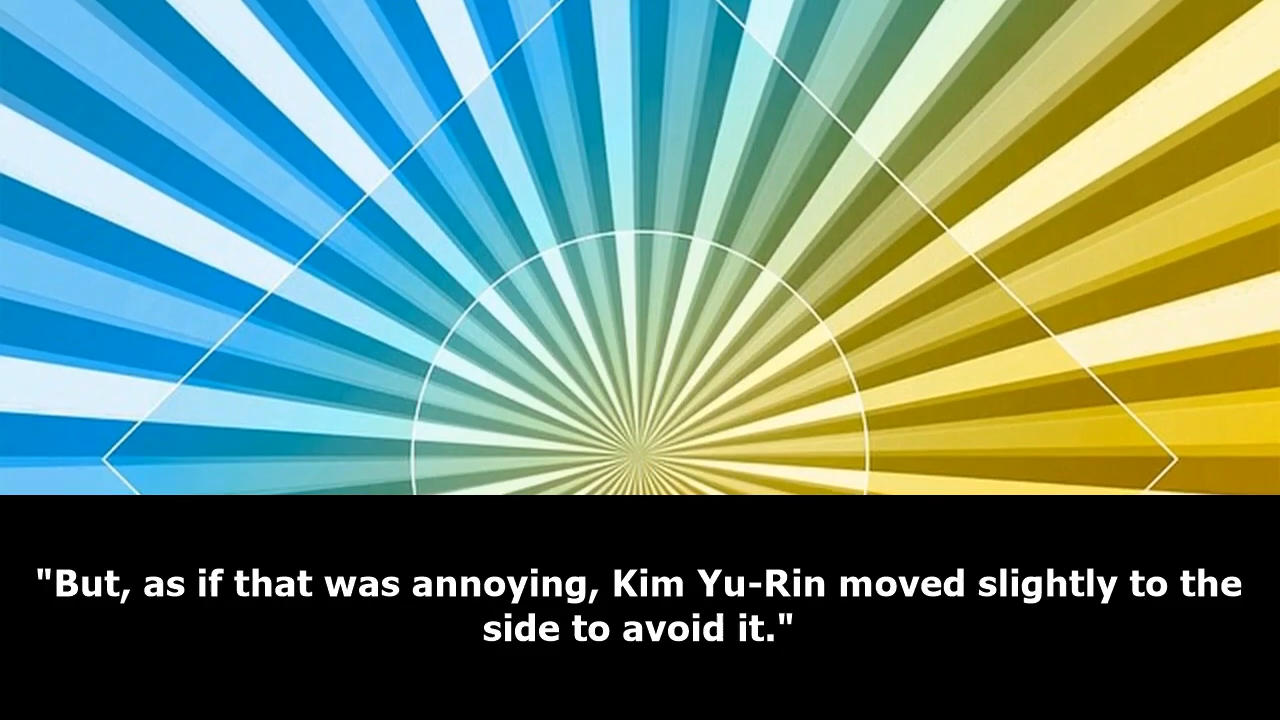 "But, as if that was annoying, Kim Yu-Rin moved slightly to the
side to avoid it."